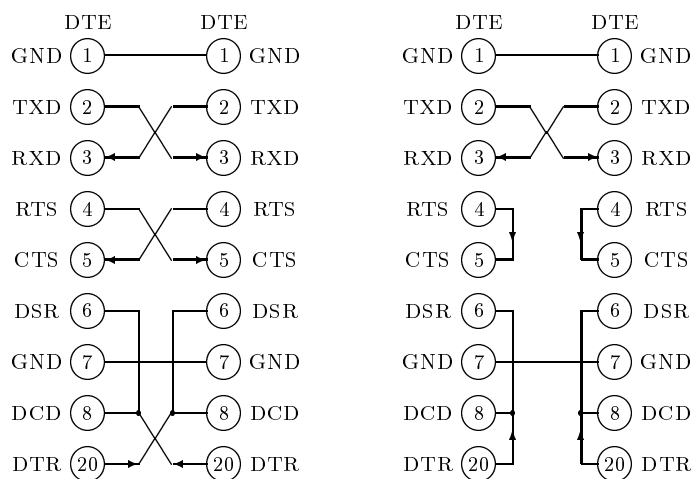 DTE DTE DTE DTE
GND 1 1 GND GND 1 1 GND
TXD 2 2 TXD TXD 2 2 TXD
RXD 3 3 RXD RXD 3 3 RXD
RTS 4 4 RTS RTS 4 4 RTS
CTS 5 5 CTS CTS 5 5 CTS
DSR 6 6 DSR DSR 6 6 DSR
GND 7 7 GND GND 7 7 GND
DCD 8 8 DCD DCD 8 8 DCD
DTR 20 20 DTR DTR 20 20 DTR